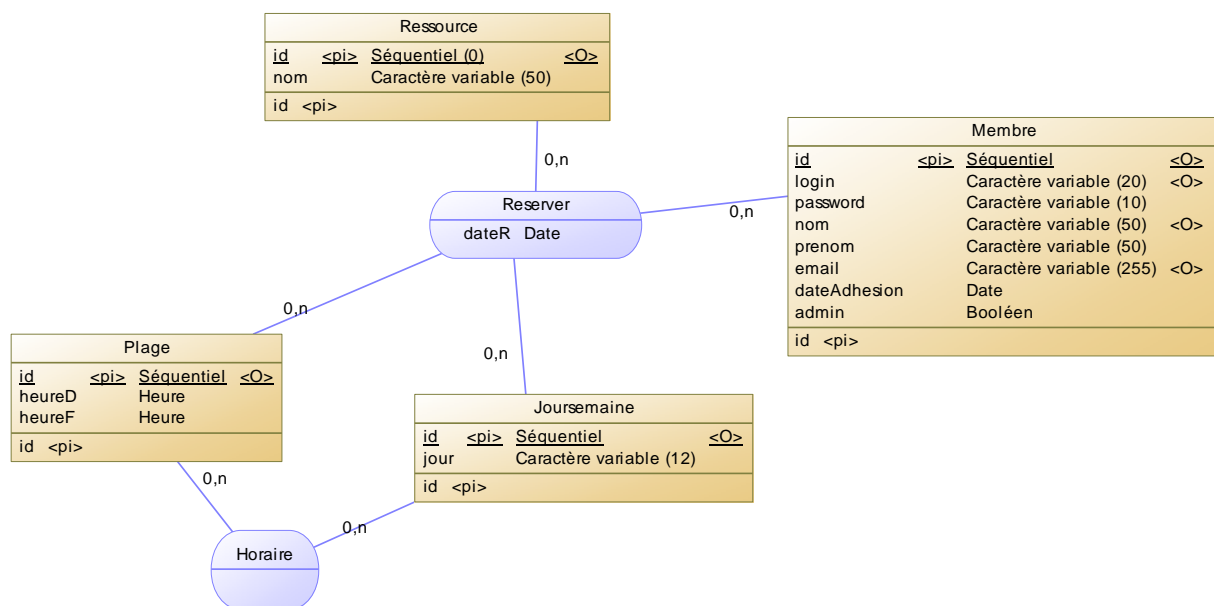 Ressource
id <pi> Séquentiel (0) <O>
nom Caractère variable (50)
id <pi>
0,n
Membre
id <pi> Séquentiel <O>
login Caractère variable (20) <O>
password Caractère variable (10)
nom Caractère variable (50) <O>
prenom Caractère variable (50)
email Caractère variable (255) <O>
dateAdhesion Date
admin Booléen
id <pi>
Reserver
dateR Date
0,n
0,n
0,n
Plage
id <pi> Séquentiel <O>
heureD Heure
heureF Heure
id <pi>
Joursemaine
id <pi> Séquentiel <O>
jour Caractère variable (12)
id <pi>
0,n
0,n
Horaire